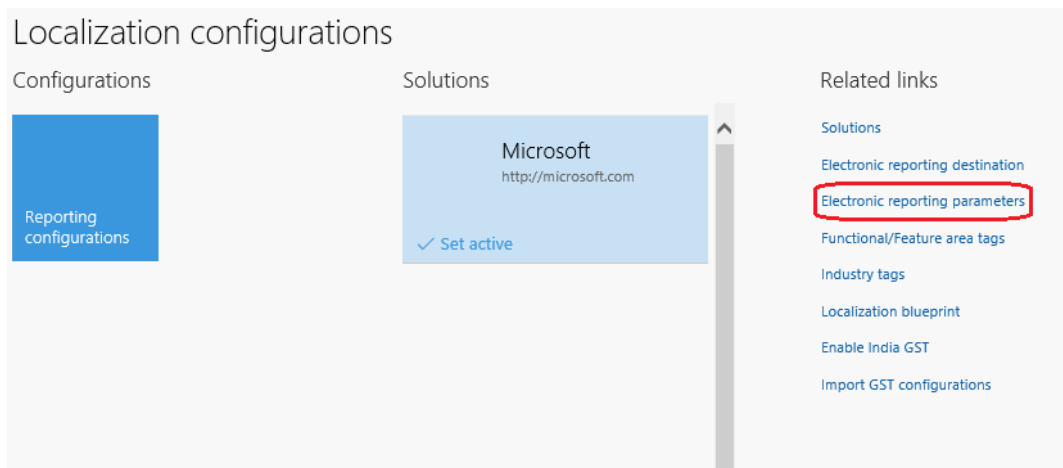 Localization configurations
Configurations
Reporting
configurations
Solutions
Microsoft
http://microsoft.com
Set active
Related links
Solutions
Electronic reporting destination
Electronic reporting parameters
Functional/Feature area tags
Industry tags
Localization blueprint
Enable India GST
Import GST configurations